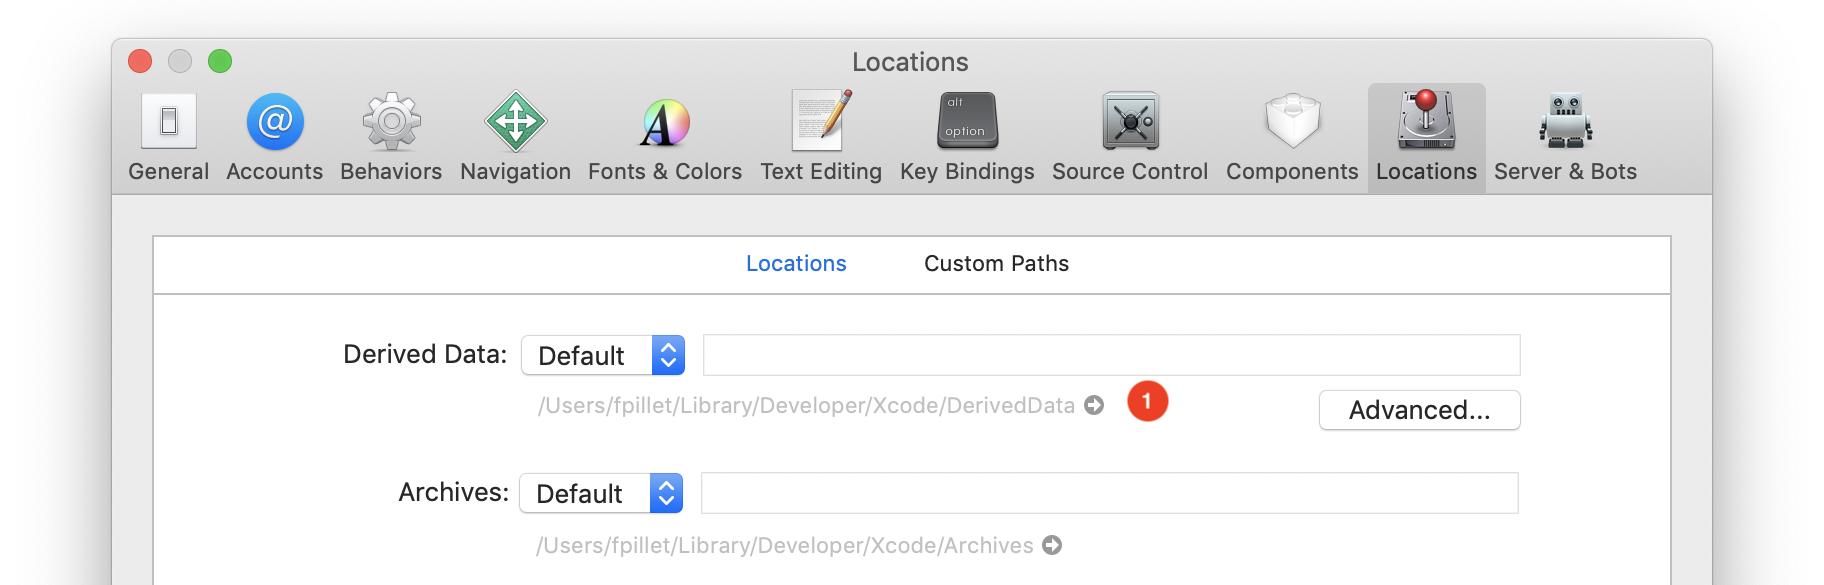 Locations
@
A
alt
option
General Accounts Behaviors Navigation Fonts & Colors Text Editing Key Bindings Source Control Components Locations Server & Bots
Locations Custom Paths
Derived Data: Default
/Users/fpillet/Library/Developer/Xcode/DerivedData 1 Advanced...
Archives: Default
/Users/fpillet/Library/Developer/Xcode/Archives